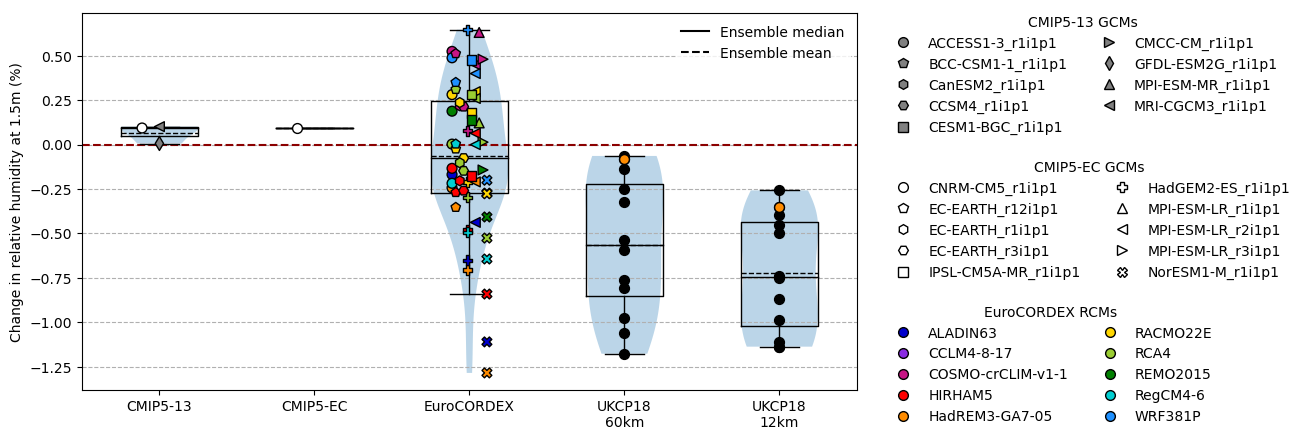 Change in relative humidity at 1.5m (%)
0.50
0.25
0.00
−0.25
−0.50
−0.75
−1.00
−1.25
CMIP5-13
CMIP5-EC
EuroCORDEX
UKCP18
60km
UKCP18
12km
Ensemble median
Ensemble mean
CMIP5-13 GCMs
ACCESS1-3_r1i1p1
BCC-CSM1-1_r1i1p1
CanESM2_r1i1p1
CCSM4_r1i1p1
CESM1-BGC_r1i1p1
CMCC-CM_r1i1p1
GFDL-ESM2G_r1i1p1
MPI-ESM-MR_r1i1p1
MRI-CGCM3_r1i1p1
CMIP5-EC GCMs
CNRM-CM5_r1i1p1
EC-EARTH_r12i1p1
EC-EARTH_r1i1p1
EC-EARTH_r3i1p1
IPSL-CM5A-MR_r1i1p1
HadGEM2-ES_r1i1p1
MPI-ESM-LR_r1i1p1
MPI-ESM-LR_r2i1p1
MPI-ESM-LR_r3i1p1
NorESM1-M_r1i1p1
EuroCORDEX RCMs
ALADIN63
CCLM4-8-17
COSMO-crCLIM-v1-1
HIRHAM5
HadREM3-GA7-05
RACMO22E
RCA4
REMO2015
RegCM4-6
WRF381P